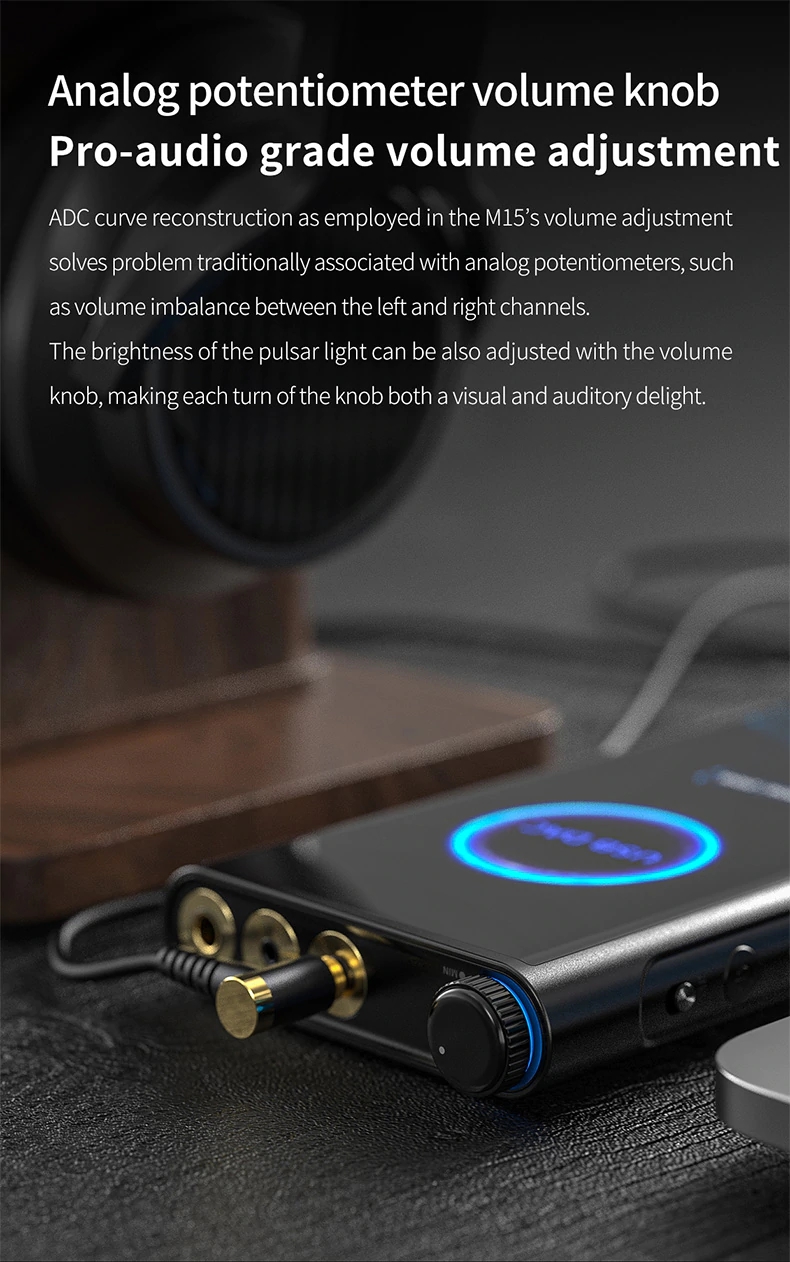 Analog potentiometer volume knob
Pro-audio grade volume adjustment
ADC curve reconstruction as employed in the M15’s volume adjustment
solves problem traditionally associated with analog potentiometers, such
as volume imbalance between the left and right channels.
The brightness of the pulsar light can be also adjusted with the volume
knob, making each turn of the knob both a visual and auditory delight.
USB DAC
MIN